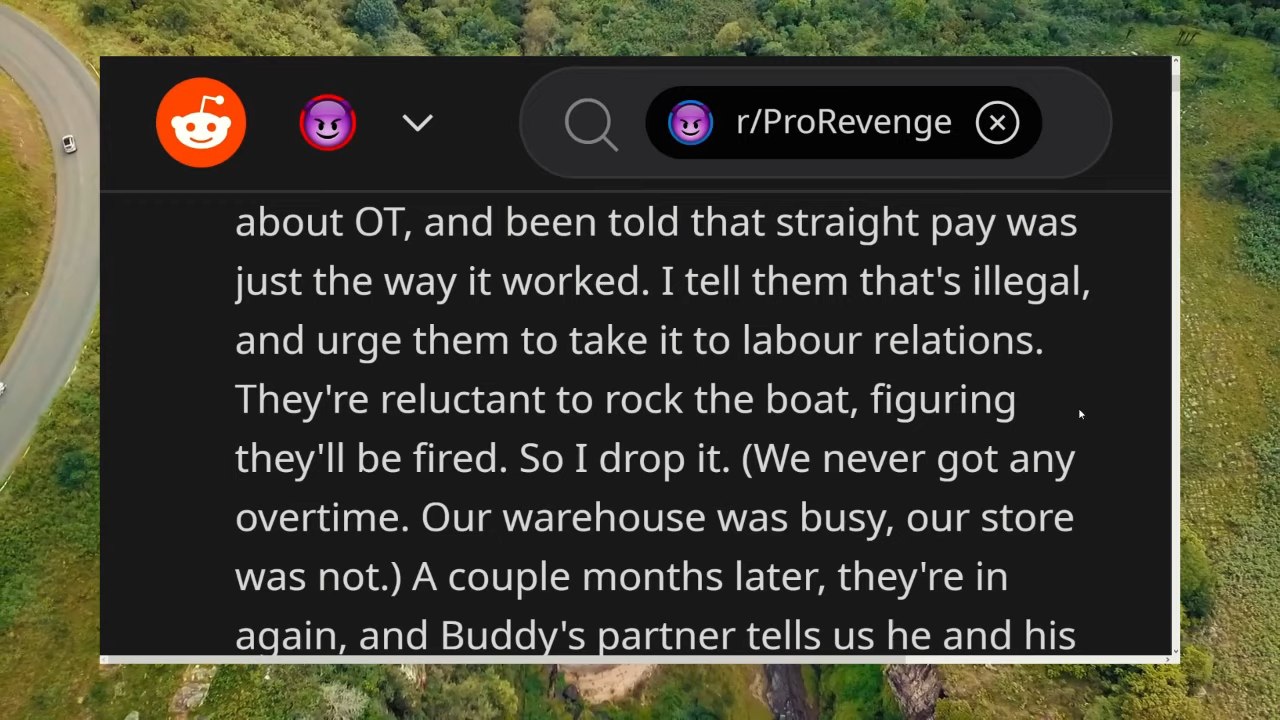 r/ProRevenge
about OT, and been told that straight pay was
just the way it worked. I tell them that's illegal,
and urge them to take it to labour relations.
They're reluctant to rock the boat, figuring
they'll be fired. So I drop it. (We never got any
overtime. Our warehouse was busy, our store
was not.) A couple months later, they're in
again, and Buddy's partner tells us he and his